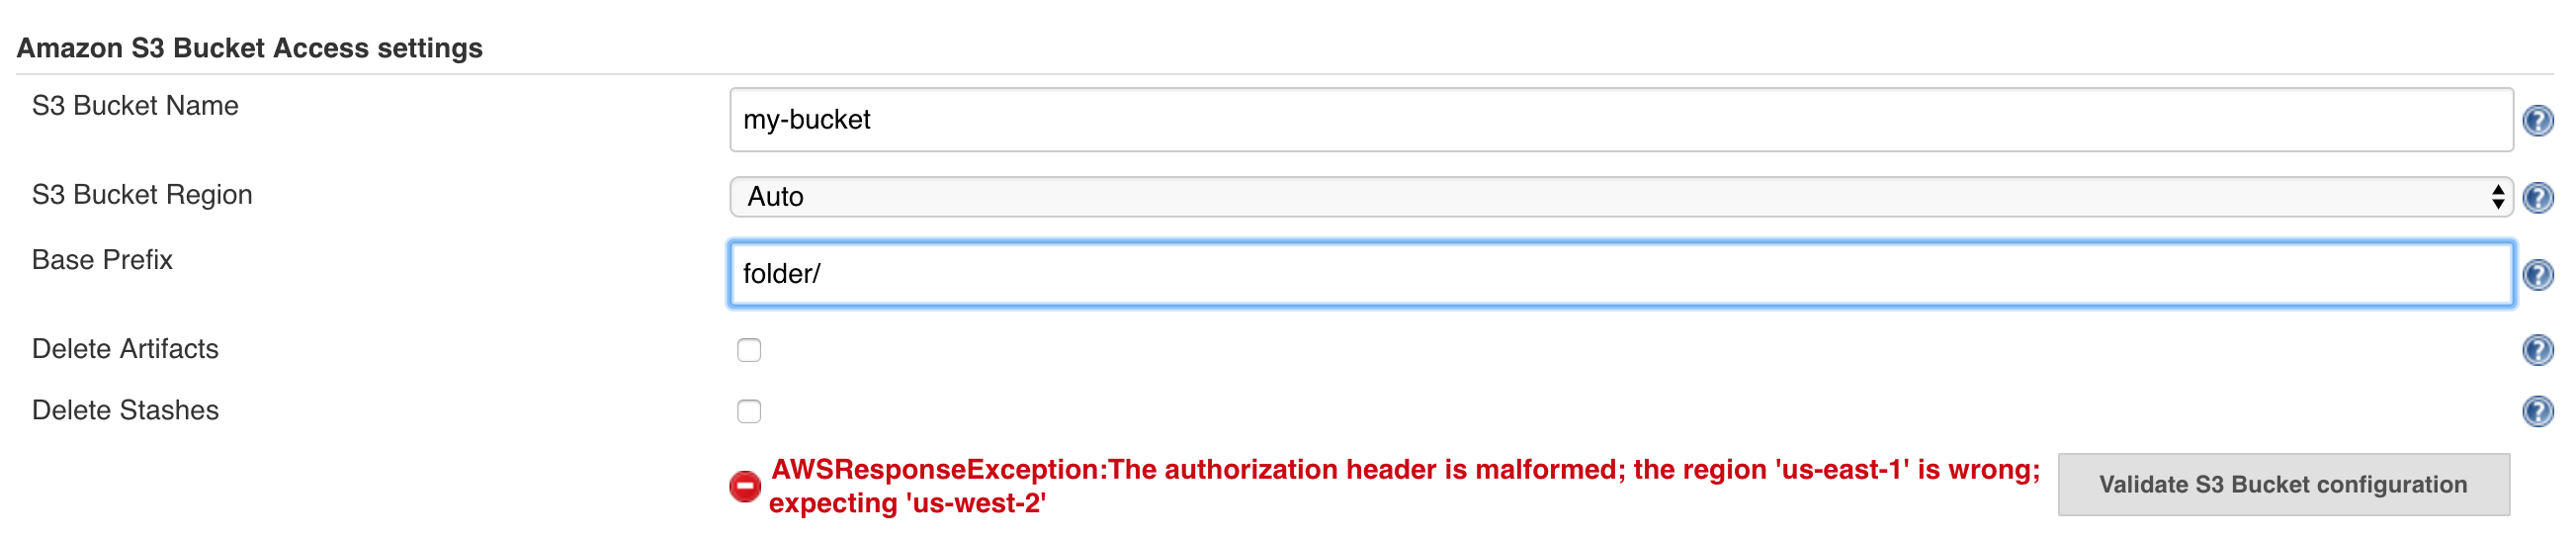 Amazon S3 Bucket Access settings
S3 Bucket Name
my-bucket
S3 Bucket Region
Auto
Base Prefix
folder/
Delete Artifacts
Delete Stashes
AWSResponseException:The authorization header is malformed; the region 'us-east-1' is wrong;
expecting 'us-west-2'
Validate S3 Bucket configuration